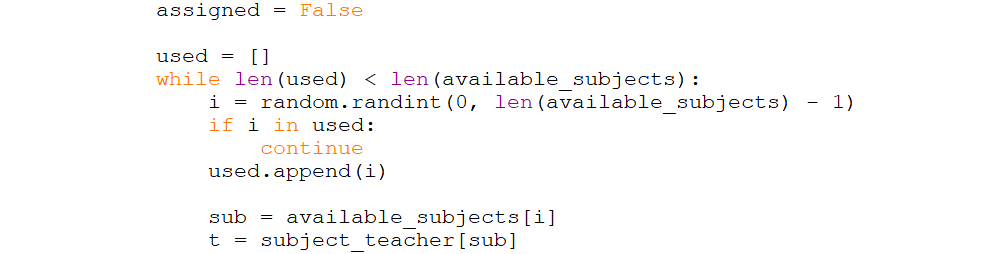 assigned = False
used = []
while len(used) < len(available_subjects):
i = random.randint(0, len(available_subjects) - 1)
if i in used:
continue
used.append(i)
sub = available_subjects[i]
t = subject_teacher[sub]